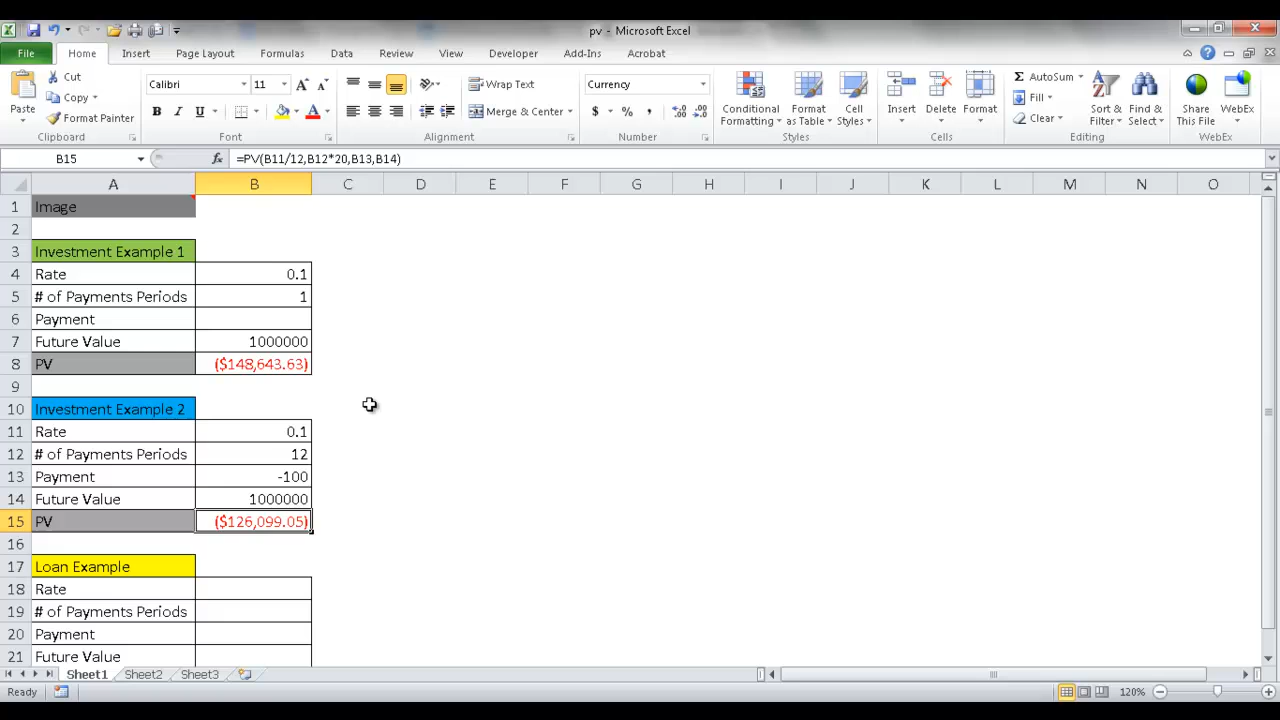 pv - Microsoft Excel
File Home Insert Page Layout Formulas Data Review View Developer Add-Ins Acrobat
Paste Cut Copy Format Painter Clipboard
Calibri 11 B I U A A A Font
Wrap Text Merge & Center Alignment
Currency $ % , Number
Conditional Formatting Format as Table Cell Styles Styles
Insert Delete Format Cells
AutoSum Fill Clear Sort & Filter Find & Select Editing
Share This File WebEx WebEx
B15 fx =PV(B11/12,B12*20,B13,B14)
A B C D E F G H I J K L M N O
1 Image
2
3 Investment Example 1
4 Rate 0.1
5 # of Payments Periods 1
6 Payment
7 Future Value 1000000
8 PV ($148,643.63)
9
10 Investment Example 2
11 Rate 0.1
12 # of Payments Periods 12
13 Payment -100
14 Future Value 1000000
15 PV ($126,099.05)
16
17 Loan Example
18 Rate
19 # of Payments Periods
20 Payment
21 Future Value
Sheet1 Sheet2 Sheet3
Ready 120%